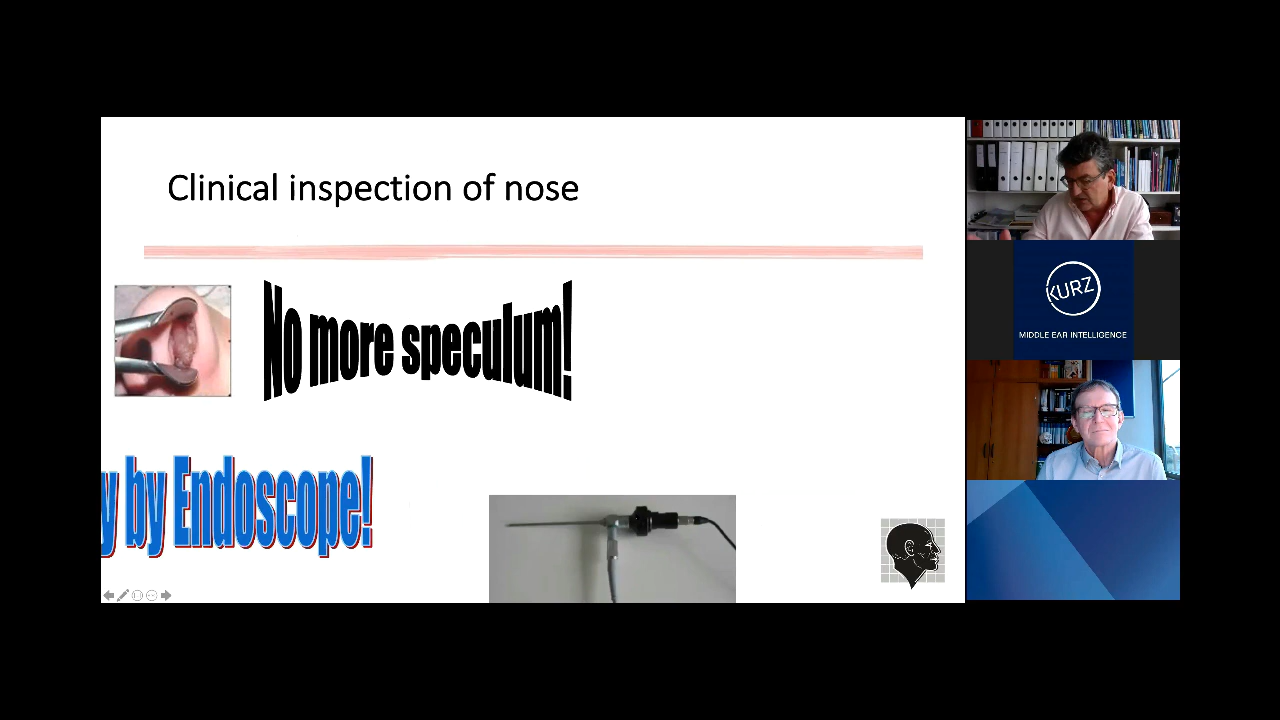 Clinical inspection of nose
No more speculum!
y by Endoscope!
KURZ
MIDDLE EAR INTELLIGENCE